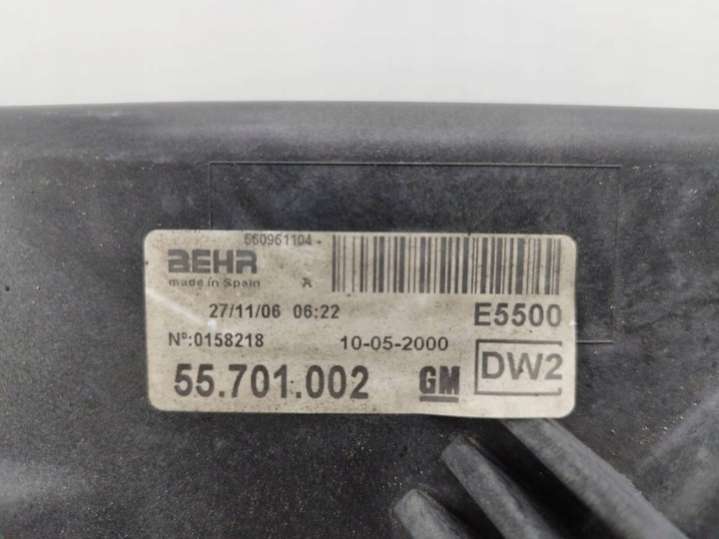 660961104-
BEHR
made in Spain
27/11/06 06:22 E5500
Nº:0158218 10-05-2000
55.701.002 GM DW2